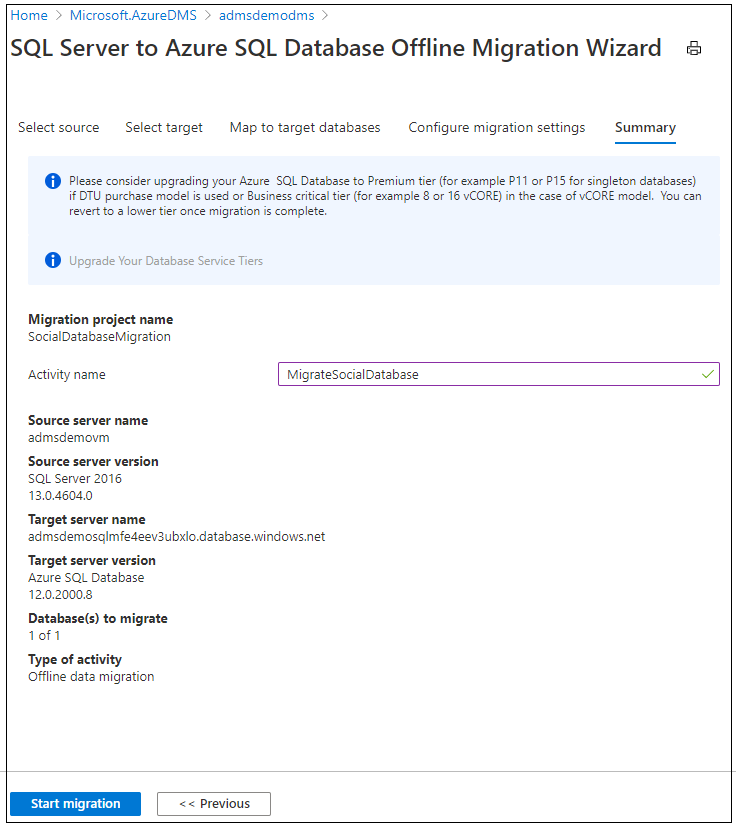 Home > Microsoft.AzureDMS > admsdemodms >
SQL Server to Azure SQL Database Offline Migration Wizard
Select source Select target Map to target databases Configure migration settings Summary
Please consider upgrading your Azure SQL Database to Premium tier (for example P11 or P15 for singleton databases)
if DTU purchase model is used or Business critical tier (for example 8 or 16 vCORE) in the case of vCORE model. You can
revert to a lower tier once migration is complete.
Upgrade Your Database Service Tiers
Migration project name
SocialDatabaseMigration
Activity name MigrateSocialDatabase
Source server name
admsdemovm
Source server version
SQL Server 2016
13.0.4604.0
Target server name
admsdemosqlmfe4eev3ubxlo.database.windows.net
Target server version
Azure SQL Database
12.0.2000.8
Database(s) to migrate
1 of 1
Type of activity
Offline data migration
Start migration << Previous